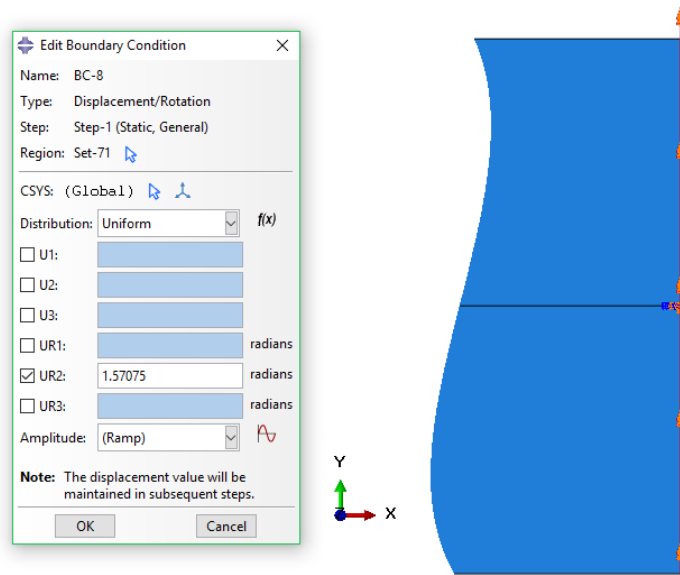 Edit Boundary Condition
Name: BC-8
Type: Displacement/Rotation
Step: Step-1 (Static, General)
Region: Set-71
CSYS: (Global)
Distribution: Uniform f(x)
U1:
U2:
U3:
UR1: radians
UR2: 1.57075 radians
UR3: radians
Amplitude: (Ramp)
Note: The displacement value will be
maintained in subsequent steps.
OK Cancel
Y
X